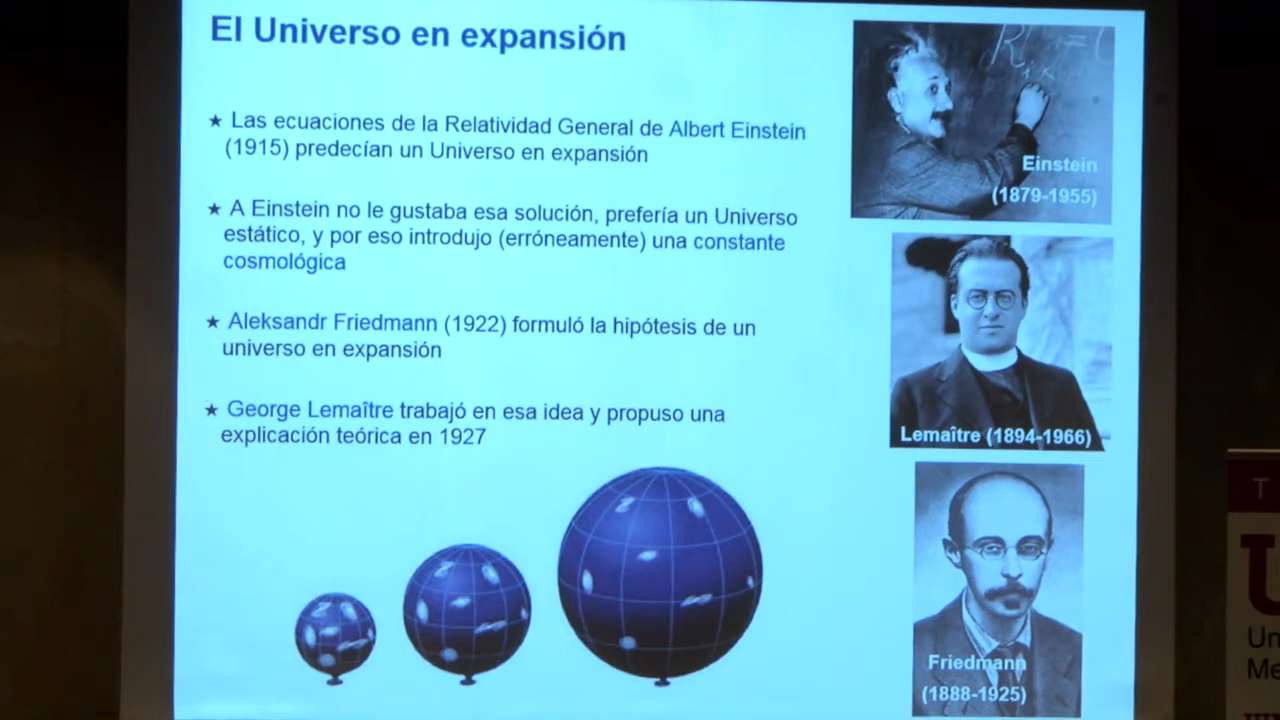 El Universo en expansión
★ Las ecuaciones de la Relatividad General de Albert Einstein
(1915) predecían un Universo en expansión
★ A Einstein no le gustaba esa solución, prefería un Universo
estático, y por eso introdujo (erróneamente) una constante
cosmológica
★ Aleksandr Friedmann (1922) formuló la hipótesis de un
universo en expansión
★ George Lemaître trabajó en esa idea y propuso una
explicación teórica en 1927
Einstein
(1879-1955)
Lemaître (1894-1966)
Friedmann
(1888-1925)
T
U
Un
Me